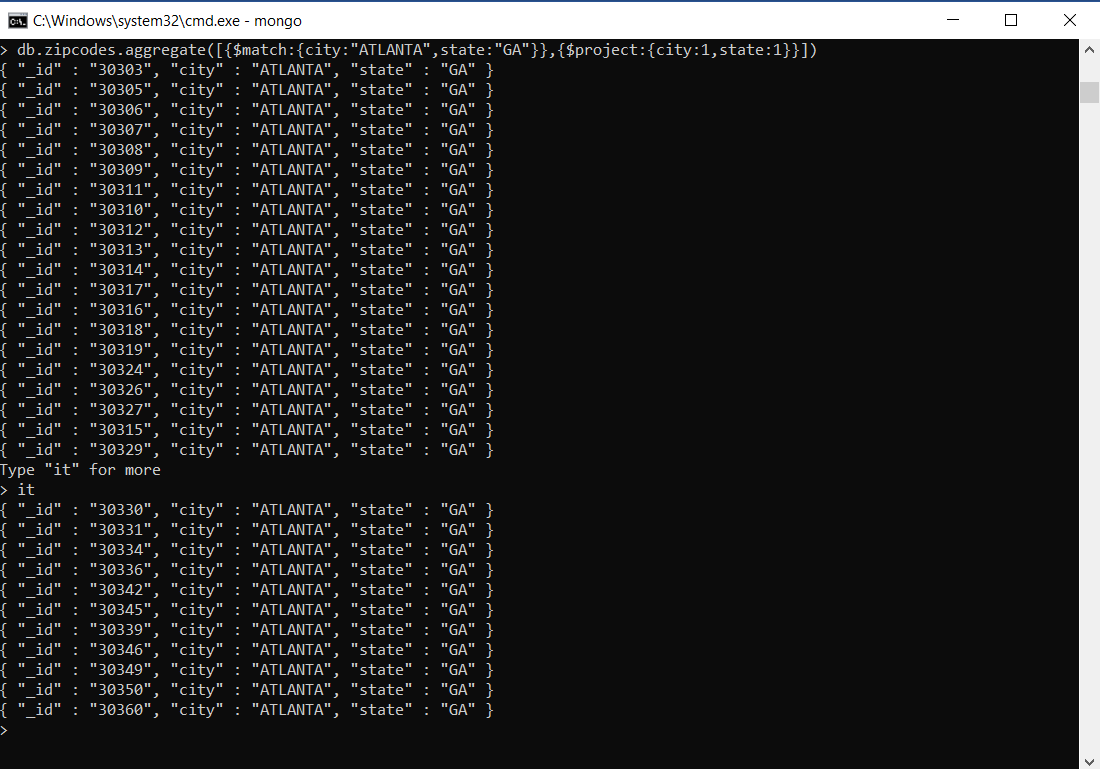 C:\Windows\system32\cmd.exe - mongo
> db.zipcodes.aggregate([{$match:{city:"ATLANTA",state:"GA"}},{$project:{city:1,state:1}}])
{ "_id" : "30303", "city" : "ATLANTA", "state" : "GA" }
{ "_id" : "30305", "city" : "ATLANTA", "state" : "GA" }
{ "_id" : "30306", "city" : "ATLANTA", "state" : "GA" }
{ "_id" : "30307", "city" : "ATLANTA", "state" : "GA" }
{ "_id" : "30308", "city" : "ATLANTA", "state" : "GA" }
{ "_id" : "30309", "city" : "ATLANTA", "state" : "GA" }
{ "_id" : "30311", "city" : "ATLANTA", "state" : "GA" }
{ "_id" : "30310", "city" : "ATLANTA", "state" : "GA" }
{ "_id" : "30312", "city" : "ATLANTA", "state" : "GA" }
{ "_id" : "30313", "city" : "ATLANTA", "state" : "GA" }
{ "_id" : "30314", "city" : "ATLANTA", "state" : "GA" }
{ "_id" : "30317", "city" : "ATLANTA", "state" : "GA" }
{ "_id" : "30316", "city" : "ATLANTA", "state" : "GA" }
{ "_id" : "30318", "city" : "ATLANTA", "state" : "GA" }
{ "_id" : "30319", "city" : "ATLANTA", "state" : "GA" }
{ "_id" : "30324", "city" : "ATLANTA", "state" : "GA" }
{ "_id" : "30326", "city" : "ATLANTA", "state" : "GA" }
{ "_id" : "30327", "city" : "ATLANTA", "state" : "GA" }
{ "_id" : "30315", "city" : "ATLANTA", "state" : "GA" }
{ "_id" : "30329", "city" : "ATLANTA", "state" : "GA" }
Type "it" for more
> it
{ "_id" : "30330", "city" : "ATLANTA", "state" : "GA" }
{ "_id" : "30331", "city" : "ATLANTA", "state" : "GA" }
{ "_id" : "30334", "city" : "ATLANTA", "state" : "GA" }
{ "_id" : "30336", "city" : "ATLANTA", "state" : "GA" }
{ "_id" : "30342", "city" : "ATLANTA", "state" : "GA" }
{ "_id" : "30345", "city" : "ATLANTA", "state" : "GA" }
{ "_id" : "30339", "city" : "ATLANTA", "state" : "GA" }
{ "_id" : "30346", "city" : "ATLANTA", "state" : "GA" }
{ "_id" : "30349", "city" : "ATLANTA", "state" : "GA" }
{ "_id" : "30350", "city" : "ATLANTA", "state" : "GA" }
{ "_id" : "30360", "city" : "ATLANTA", "state" : "GA" }
>